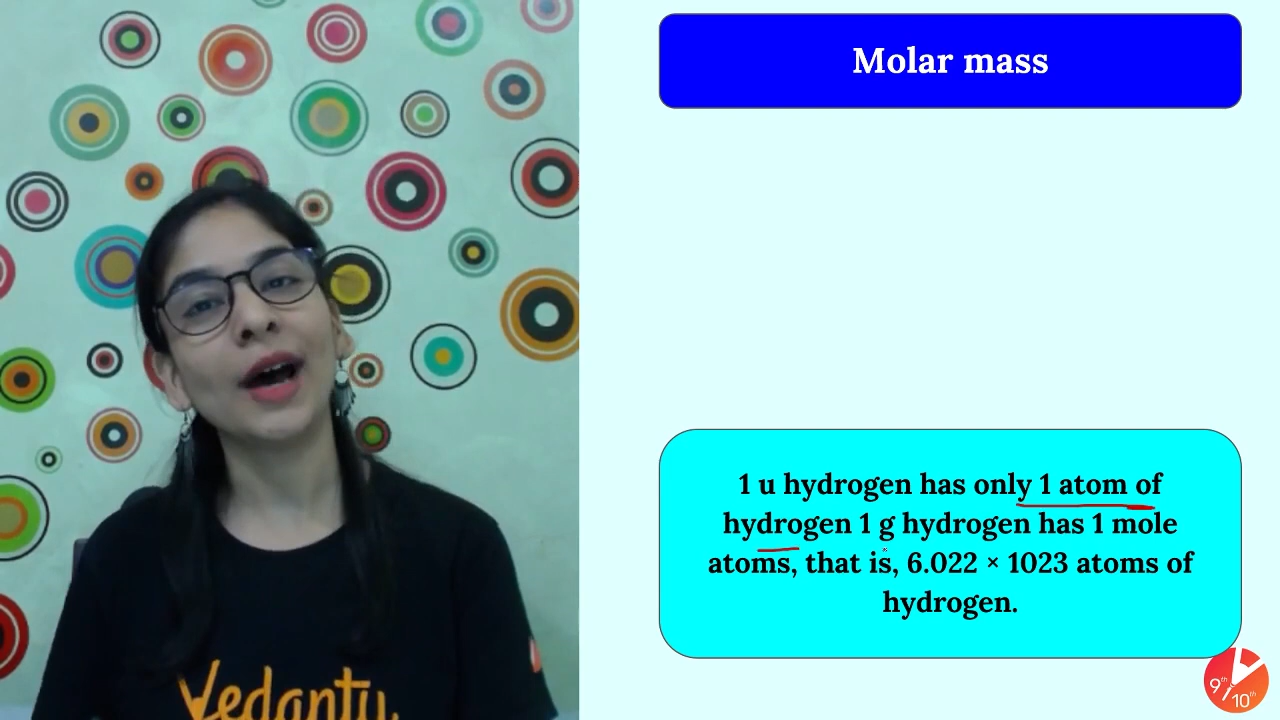 Molar mass
1 u hydrogen has only 1 atom of
hydrogen 1 g hydrogen has 1 mole
atoms, that is, 6.022 × 1023 atoms of
hydrogen.
Vedantu
9th
10th